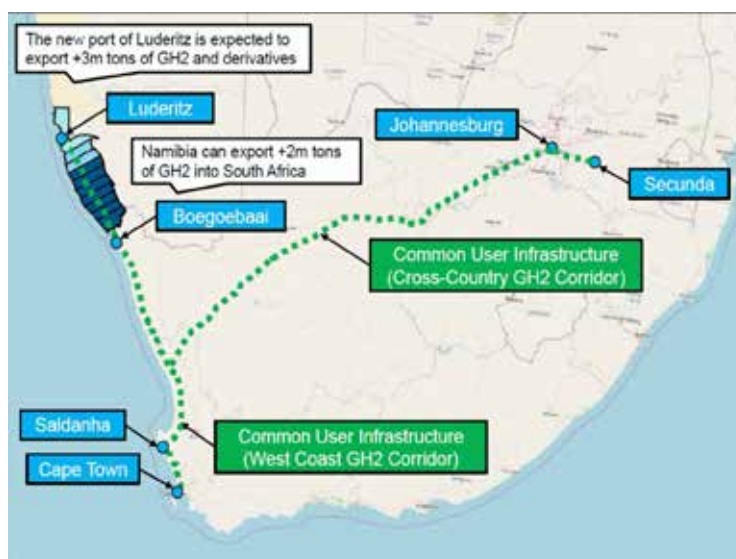 The new port of Luderitz is expected to
export +3m tons of GH2 and derivatives
Luderitz
Johannesburg
Namibia can export +2m tons
of GH2 into South Africa
Secunda
Boegoebaai
Common User Infrastructure
(Cross-Country GH2 Corridor)
Saldanha
Common User Infrastructure
(West Coast GH2 Corridor)
Cape Town